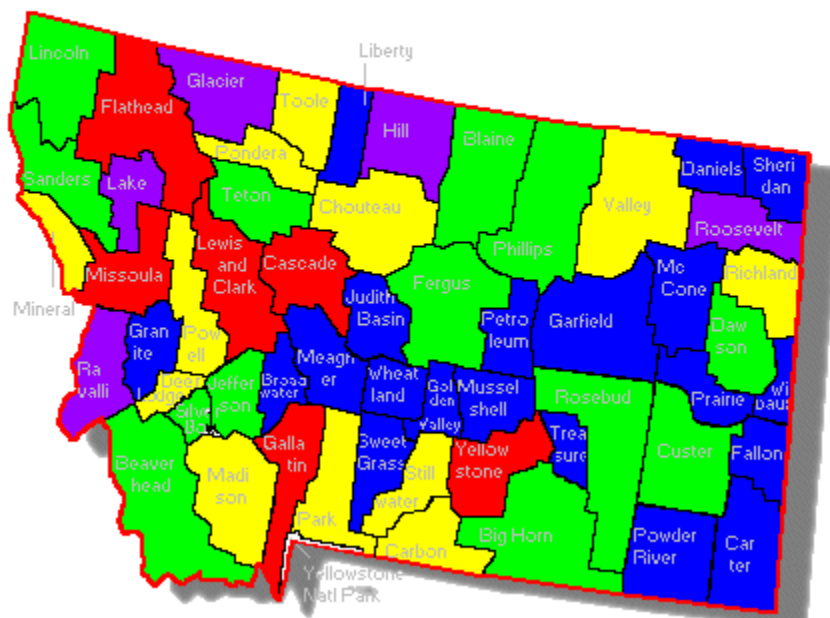 Liberty
Lincoln
Glacier
Flathead
Toole
Hill
Blaine
Daniels
Sheri
dan
Pondera
Sanders
Lake
Teton
Chouteau
Valley
Roosevelt
Phillips
Lewis
and
Clark
Cascade
Missoula
Fergus
Mc
Cone
Richland
Mineral
Judith
Basin
Petro
leum
Garfield
Gran
ite
Pow
ell
Daw
son
Ra
valli
Meagh
er
Deer
Lodge
Jeffer
son
Broad
water
Wheat
land
Gol
den
Valley
Mussel
shell
Rosebud
Prairie
Wi
baux
Silver
Bow
Galla
tin
Sweet
Grass
Still
water
Yellow
stone
Trea
sure
Custer
Fallon
Beaver
head
Madi
son
Park
Carbon
Big Horn
Powder
River
Car
ter
Yellowstone
Natl Park